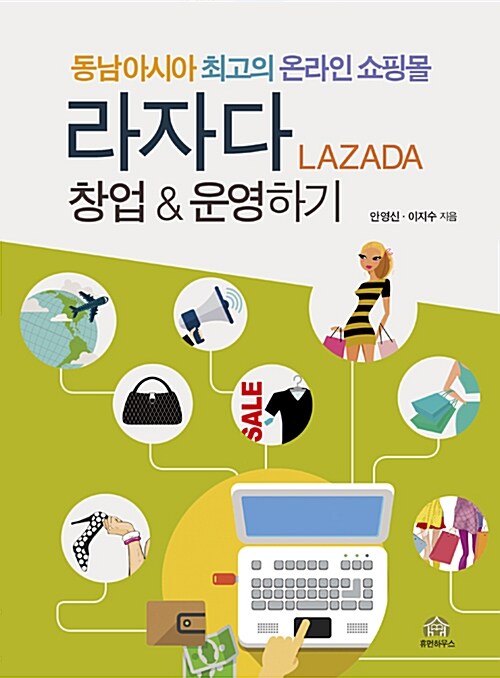 동남아시아 최고의 온라인 쇼핑몰
라자다 LAZADA
창업 & 운영하기
안영신 · 이지수 지음
SALE
휴먼하우스